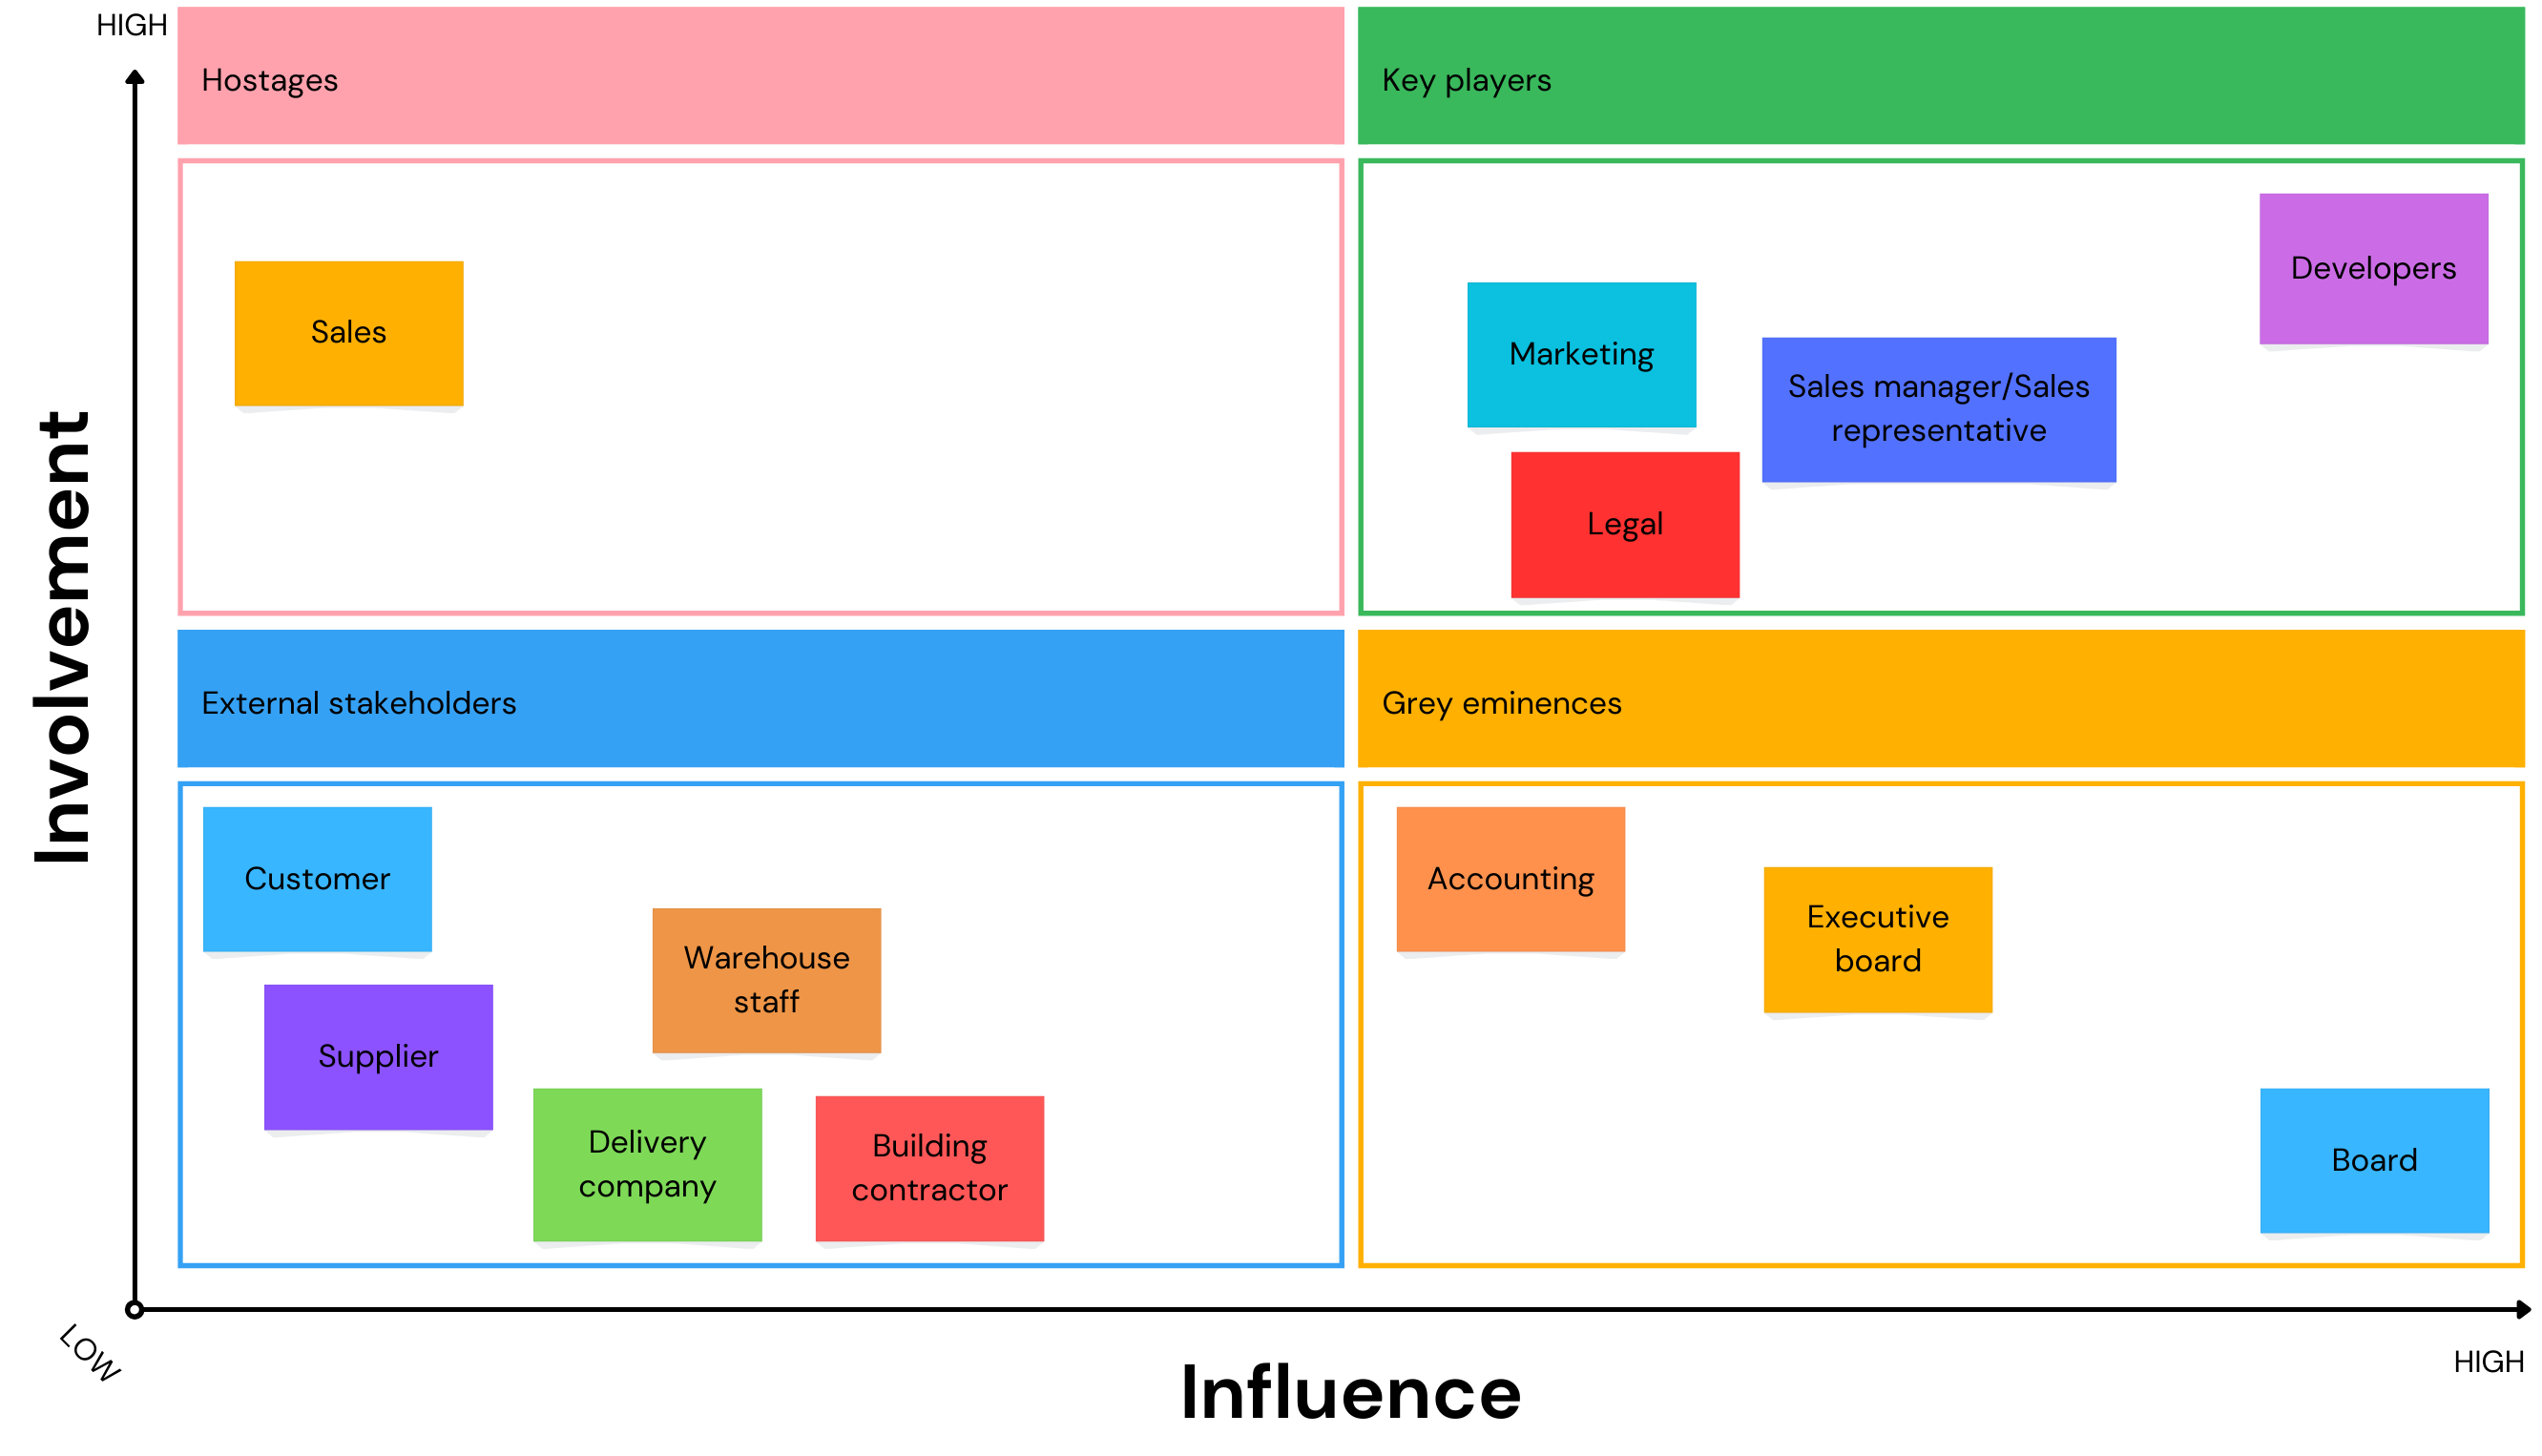 HIGH
Hostages
Key players
Sales
Developers
Marketing
Sales manager/Sales
representative
Legal
Involvement
External stakeholders
Grey eminences
Customer
Warehouse
staff
Supplier
Delivery
company
Building
contractor
Accounting
Executive
board
Board
LOW
HIGH
Influence